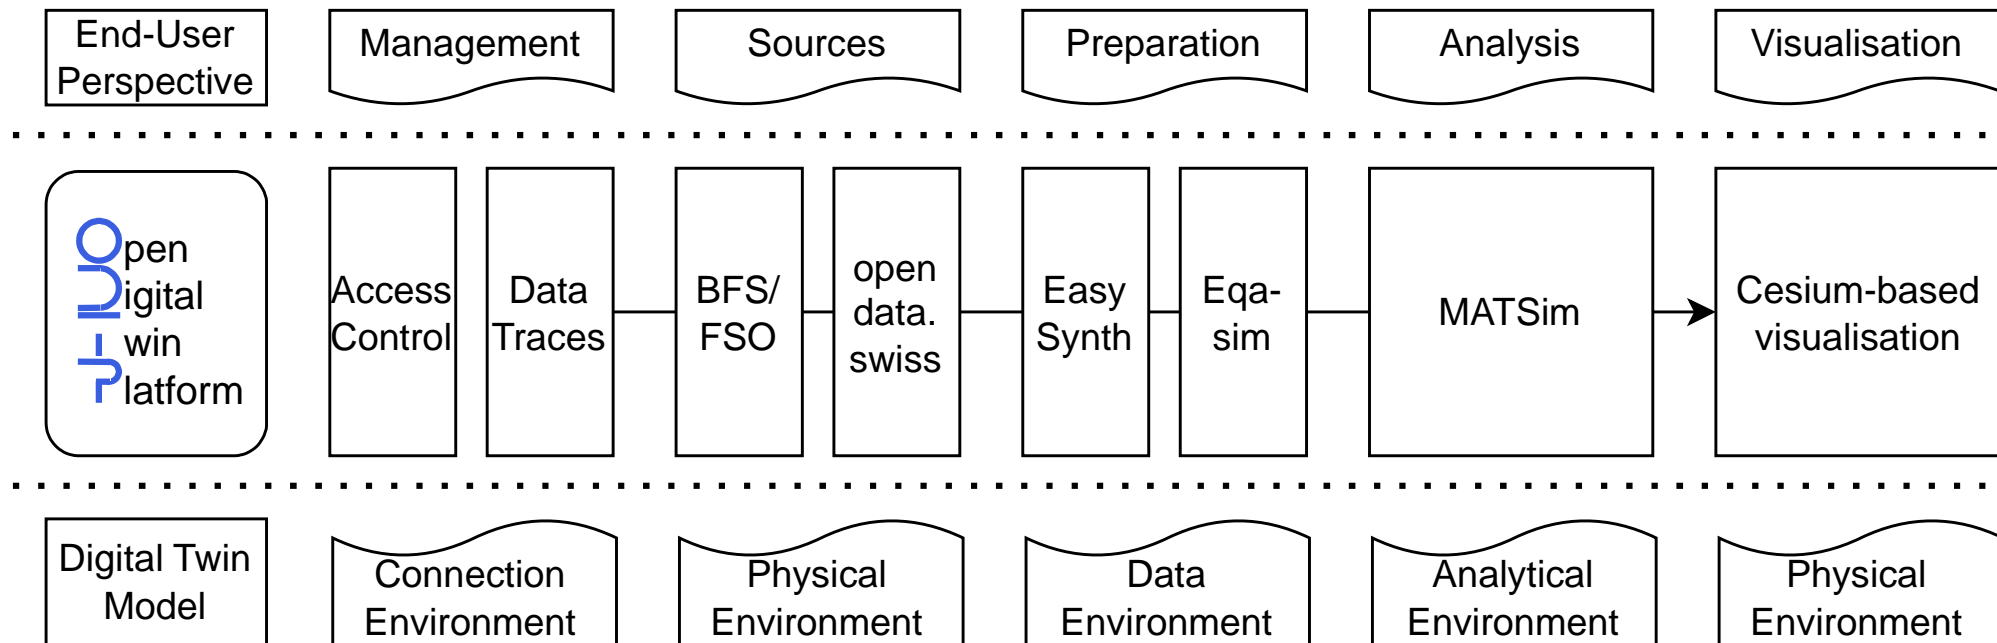 End-User
Perspective
Management
Sources
Preparation
Analysis
Visualisation
Open
Digital
Twin
Platform
Access
Control
Data
Traces
BFS/
FSO
open
data.
swiss
Easy
Synth
Eqa-
sim
MATSim
Cesium-based
visualisation
Digital Twin
Model
Connection
Environment
Physical
Environment
Data
Environment
Analytical
Environment
Physical
Environment